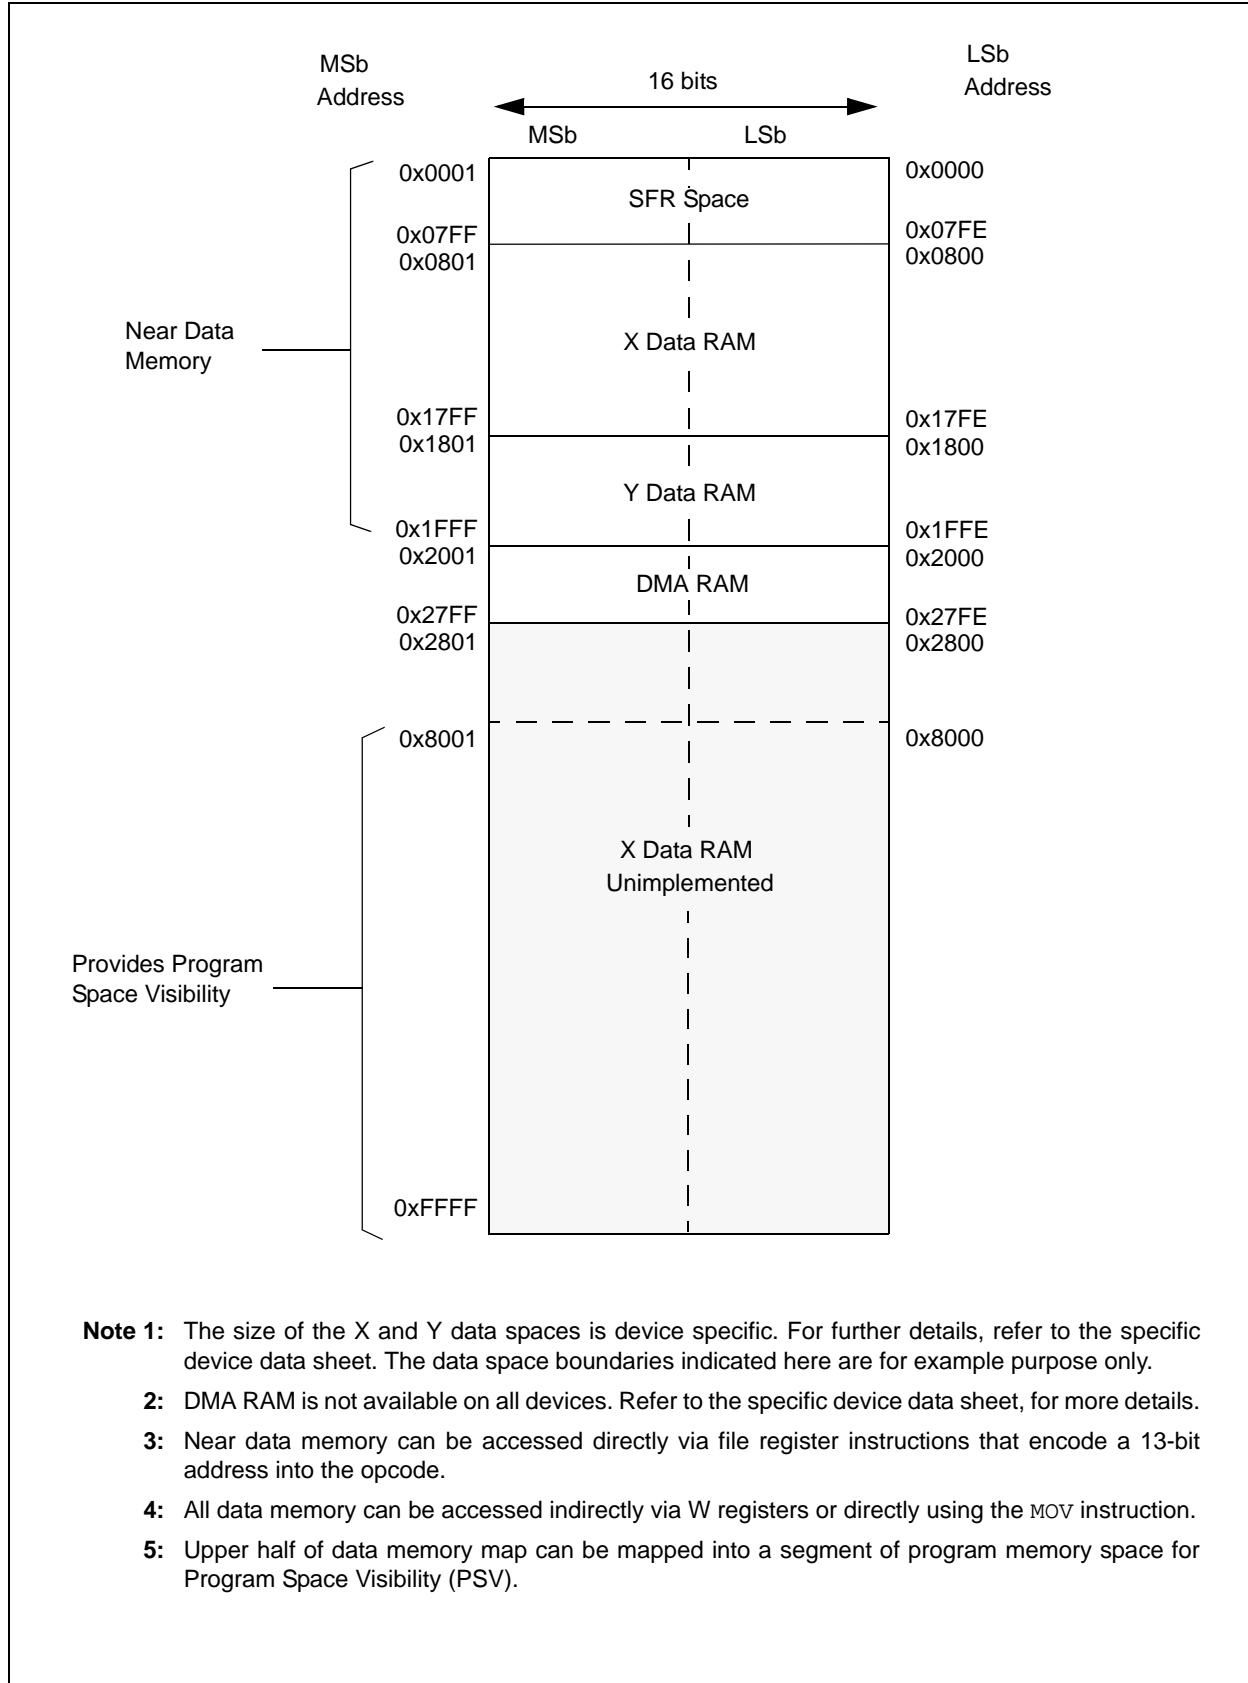 MSb
Address
16 bits
LSb
Address
MSb LSb
0x0001 0x0000
SFR Space
0x07FF 0x07FE
0x0801 0x0800
Near Data
Memory
X Data RAM
0x17FF 0x17FE
0x1801 0x1800
Y Data RAM
0x1FFF 0x1FFE
0x2001 0x2000
DMA RAM
0x27FF 0x27FE
0x2801 0x2800
0x8001 0x8000
X Data RAM
Unimplemented
Provides Program
Space Visibility
0xFFFF
Note 1: The size of the X and Y data spaces is device specific. For further details, refer to the specific
device data sheet. The data space boundaries indicated here are for example purpose only.
2: DMA RAM is not available on all devices. Refer to the specific device data sheet, for more details.
3: Near data memory can be accessed directly via file register instructions that encode a 13-bit
address into the opcode.
4: All data memory can be accessed indirectly via W registers or directly using the MOV instruction.
5: Upper half of data memory map can be mapped into a segment of program memory space for
Program Space Visibility (PSV).